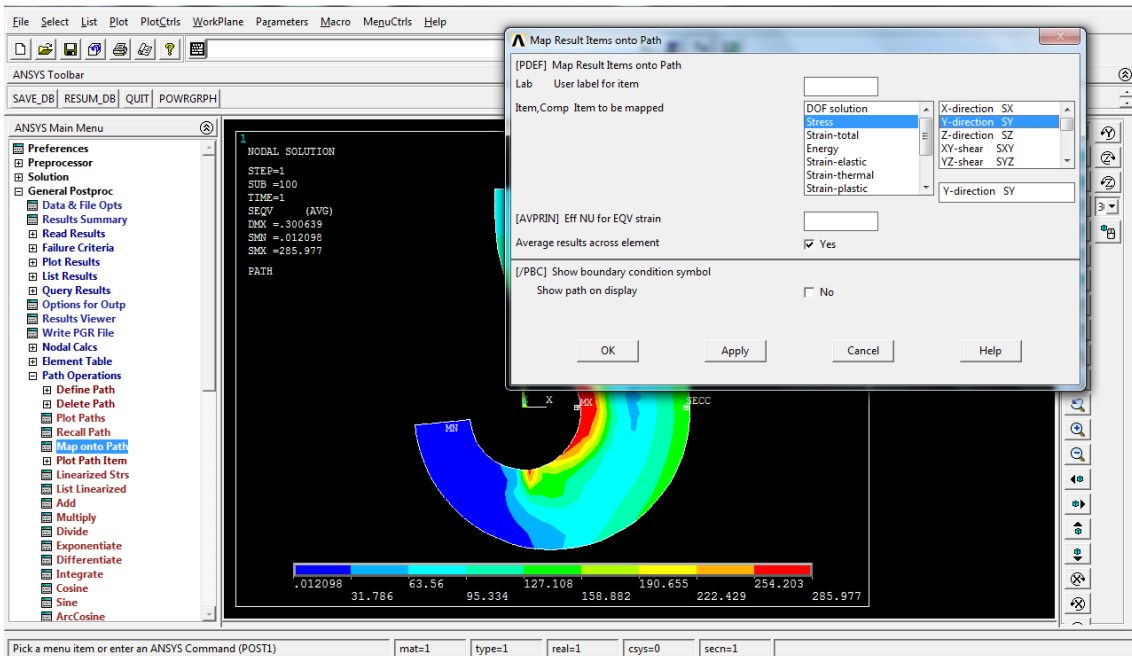 File Select List Plot PlotCtrls WorkPlane Parameters Macro MenuCtrls Help
ANSYS Toolbar
SAVE_DB RESUM_DB QUIT POWRGRPH
ANSYS Main Menu
Preferences
Preprocessor
Solution
General Postproc
Data & File Opts
Results Summary
Read Results
Failure Criteria
Plot Results
List Results
Query Results
Options for Outp
Results Viewer
Write PGR File
Nodal Calcs
Element Table
Path Operations
Define Path
Delete Path
Plot Paths
Recall Path
Map onto Path
Plot Path Item
Linearized Strs
List Linearized
Add
Multiply
Divide
Exponentiate
Differentiate
Integrate
Cosine
Sine
ArcCosine
1
NODAL SOLUTION
STEP=1
SUB =100
TIME=1
SEQV (AVG)
DMX =.300639
SMN =.012098
SMX =285.977
PATH
X
MX
SECC
MN
.012098 63.56 127.108 190.655 254.203
31.786 95.334 158.882 222.429 285.977
Map Result Items onto Path
[PDEF] Map Result Items onto Path
Lab User label for item
Item,Comp Item to be mapped
DOF solution
Stress
Strain-total
Energy
Strain-elastic
Strain-thermal
Strain-plastic
X-direction SX
Y-direction SY
Z-direction SZ
XY-shear SXY
YZ-shear SYZ
Y-direction SY
[AVPRIN] Eff NU for EQV strain
Average results across element
Yes
[/PBC] Show boundary condition symbol
Show path on display
No
OK Apply Cancel Help
Pick a menu item or enter an ANSYS Command (POST1) mat=1 type=1 real=1 csys=0 secn=1